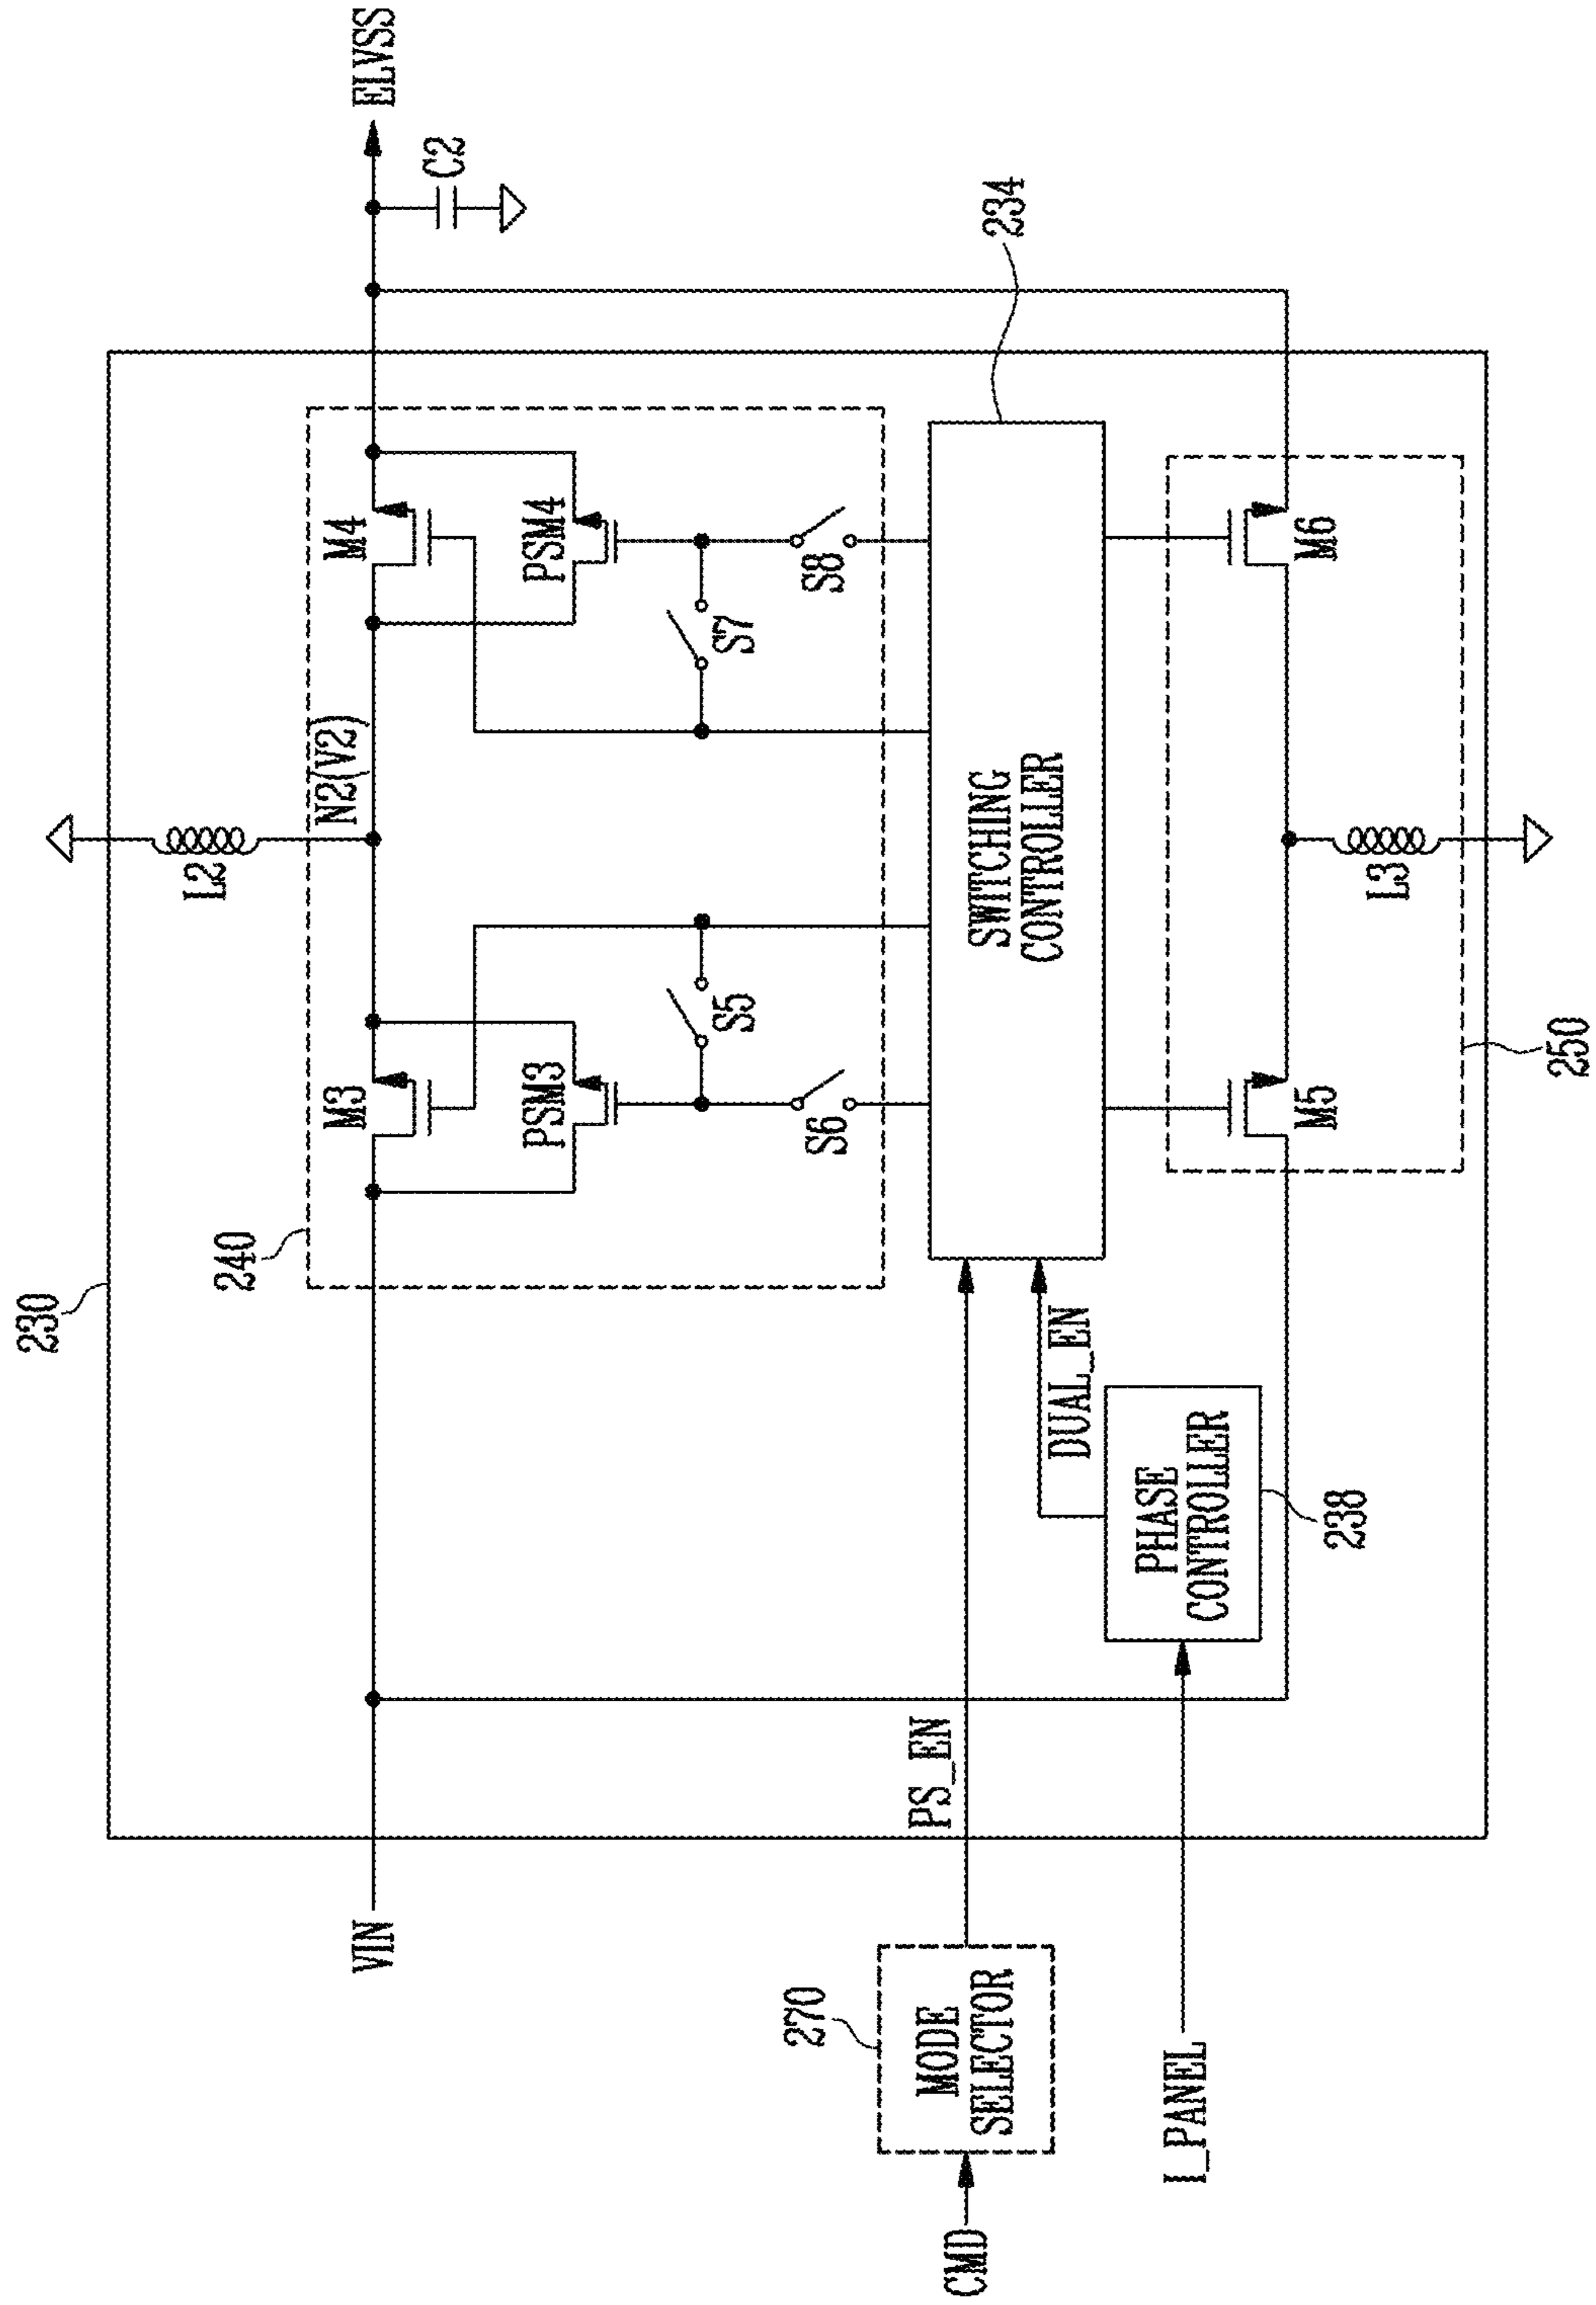 230
240
L2
N2(V2)
M3
M4
PSM3
PSM4
S5
S6
S7
S8
VIN
ELVSS
C2
234
SWITCHING
CONTROLLER
PS_EN
DUAL_EN
270
MODE
SELECTOR
CMD
I_PANEL
PHASE
CONTROLLER
238
M5
M6
L3
250